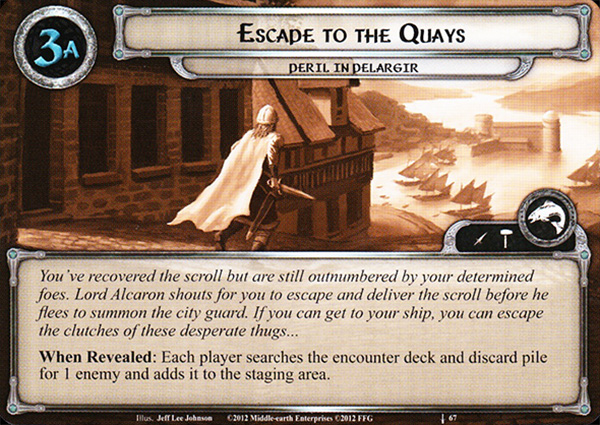 3A
Escape to the Quays
Peril in Pelargir
You've recovered the scroll but are still outnumbered by your determined
foes. Lord Alcaron shouts for you to escape and deliver the scroll before he
flees to summon the city guard. If you can get to your ship, you can escape
the clutches of these desperate thugs...
When Revealed: Each player searches the encounter deck and discard pile
for 1 enemy and adds it to the staging area.
Illus. Jeff Lee Johnson ©2012 Middle-earth Enterprises ©2012 FFG 67